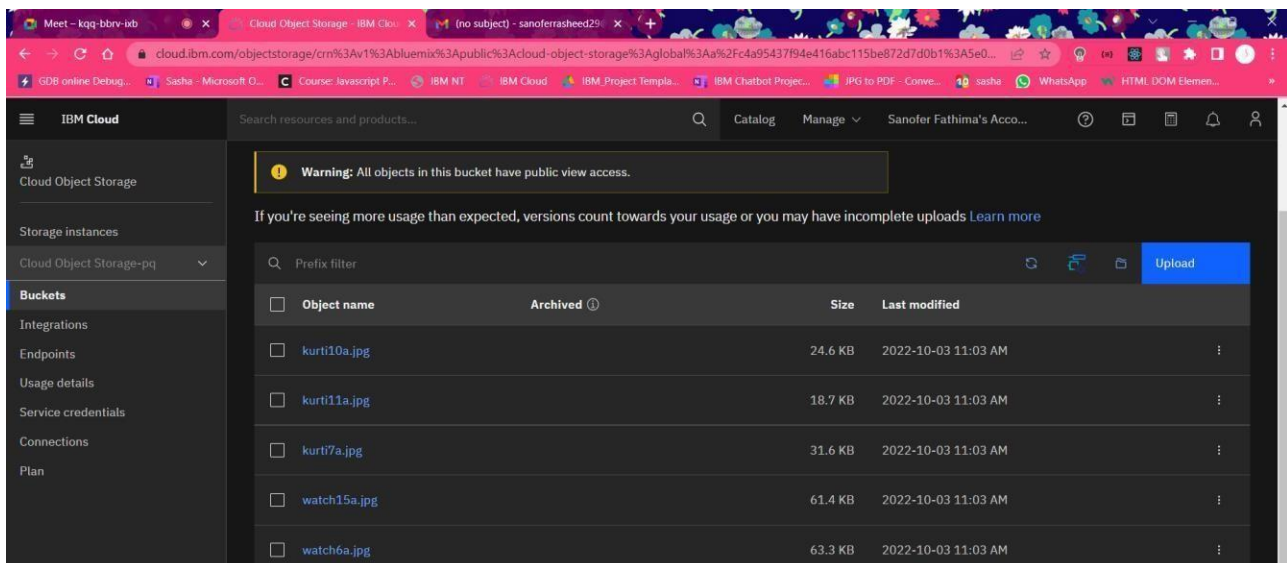 Meet - kqq-bbrv-ixb
Cloud Object Storage - IBM Clou
(no subject) - sanoferrasheed29
cloud.ibm.com/objectstorage/crn%3Av1%3Abluemix%3Apublic%3Acloud-object-storage%3Aglobal%3Aa%2Fc4a95437f94e416abc115be872d7d0b1%3A5e0...
GDB online Debug...
Sasha - Microsoft O...
Course: Javascript P...
IBM NT
IBM Cloud
IBM_Project Templa...
IBM Chatbot Projec...
JPG to PDF - Conve...
sasha
WhatsApp
HTML DOM Elemen...
IBM Cloud
Search resources and products...
Catalog
Manage
Sanofer Fathima's Acco...
Cloud Object Storage
Storage instances
Cloud Object Storage-pq
Buckets
Integrations
Endpoints
Usage details
Service credentials
Connections
Plan
Warning: All objects in this bucket have public view access.
If you're seeing more usage than expected, versions count towards your usage or you may have incomplete uploads Learn more
Prefix filter
Upload
Object name Archived Size Last modified
kurti10a.jpg 24.6 KB 2022-10-03 11:03 AM
kurti11a.jpg 18.7 KB 2022-10-03 11:03 AM
kurti7a.jpg 31.6 KB 2022-10-03 11:03 AM
watch15a.jpg 61.4 KB 2022-10-03 11:03 AM
watch6a.jpg 63.3 KB 2022-10-03 11:03 AM